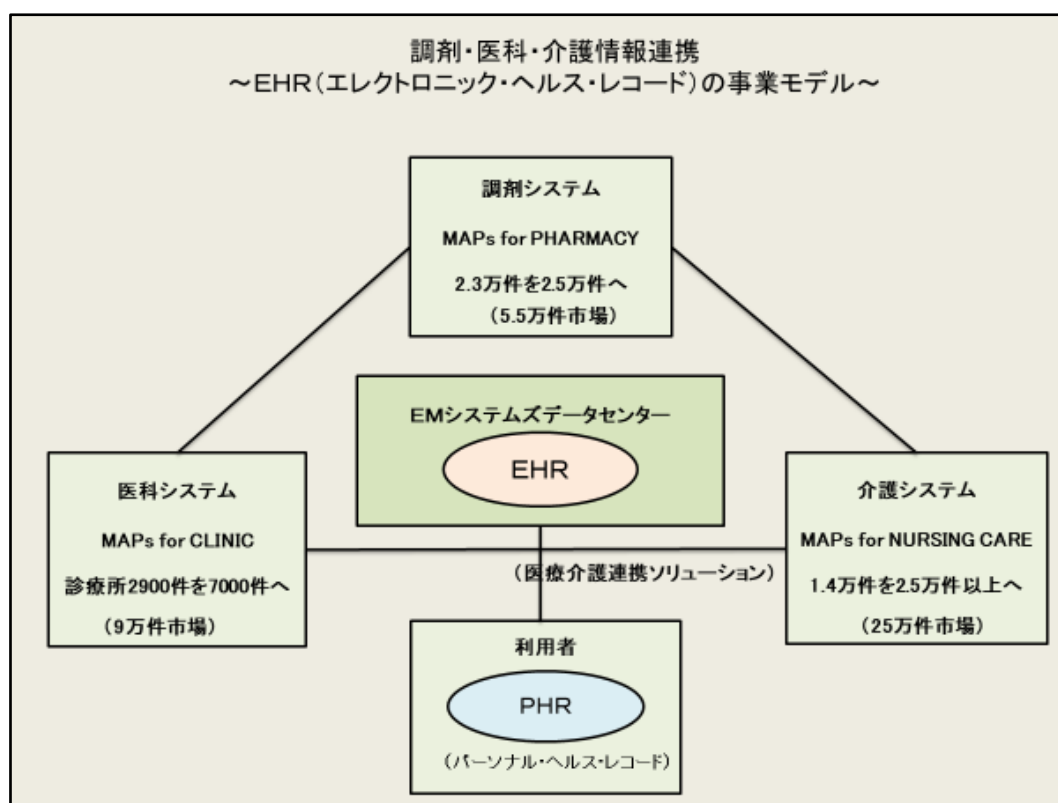 調剤・医科・介護情報連携
～EHR(エレクトロニック・ヘルス・レコード)の事業モデル～
調剤システム
MAPs for PHARMACY
2.3万件を2.5万件へ
(5.5万件市場)
EMシステムズデータセンター
EHR
医科システム
MAPs for CLINIC
診療所2900件を7000件へ
(9万件市場)
介護システム
MAPs for NURSING CARE
1.4万件を2.5万件以上へ
(25万件市場)
(医療介護連携ソリューション)
利用者
PHR
(パーソナル・ヘルス・レコード)